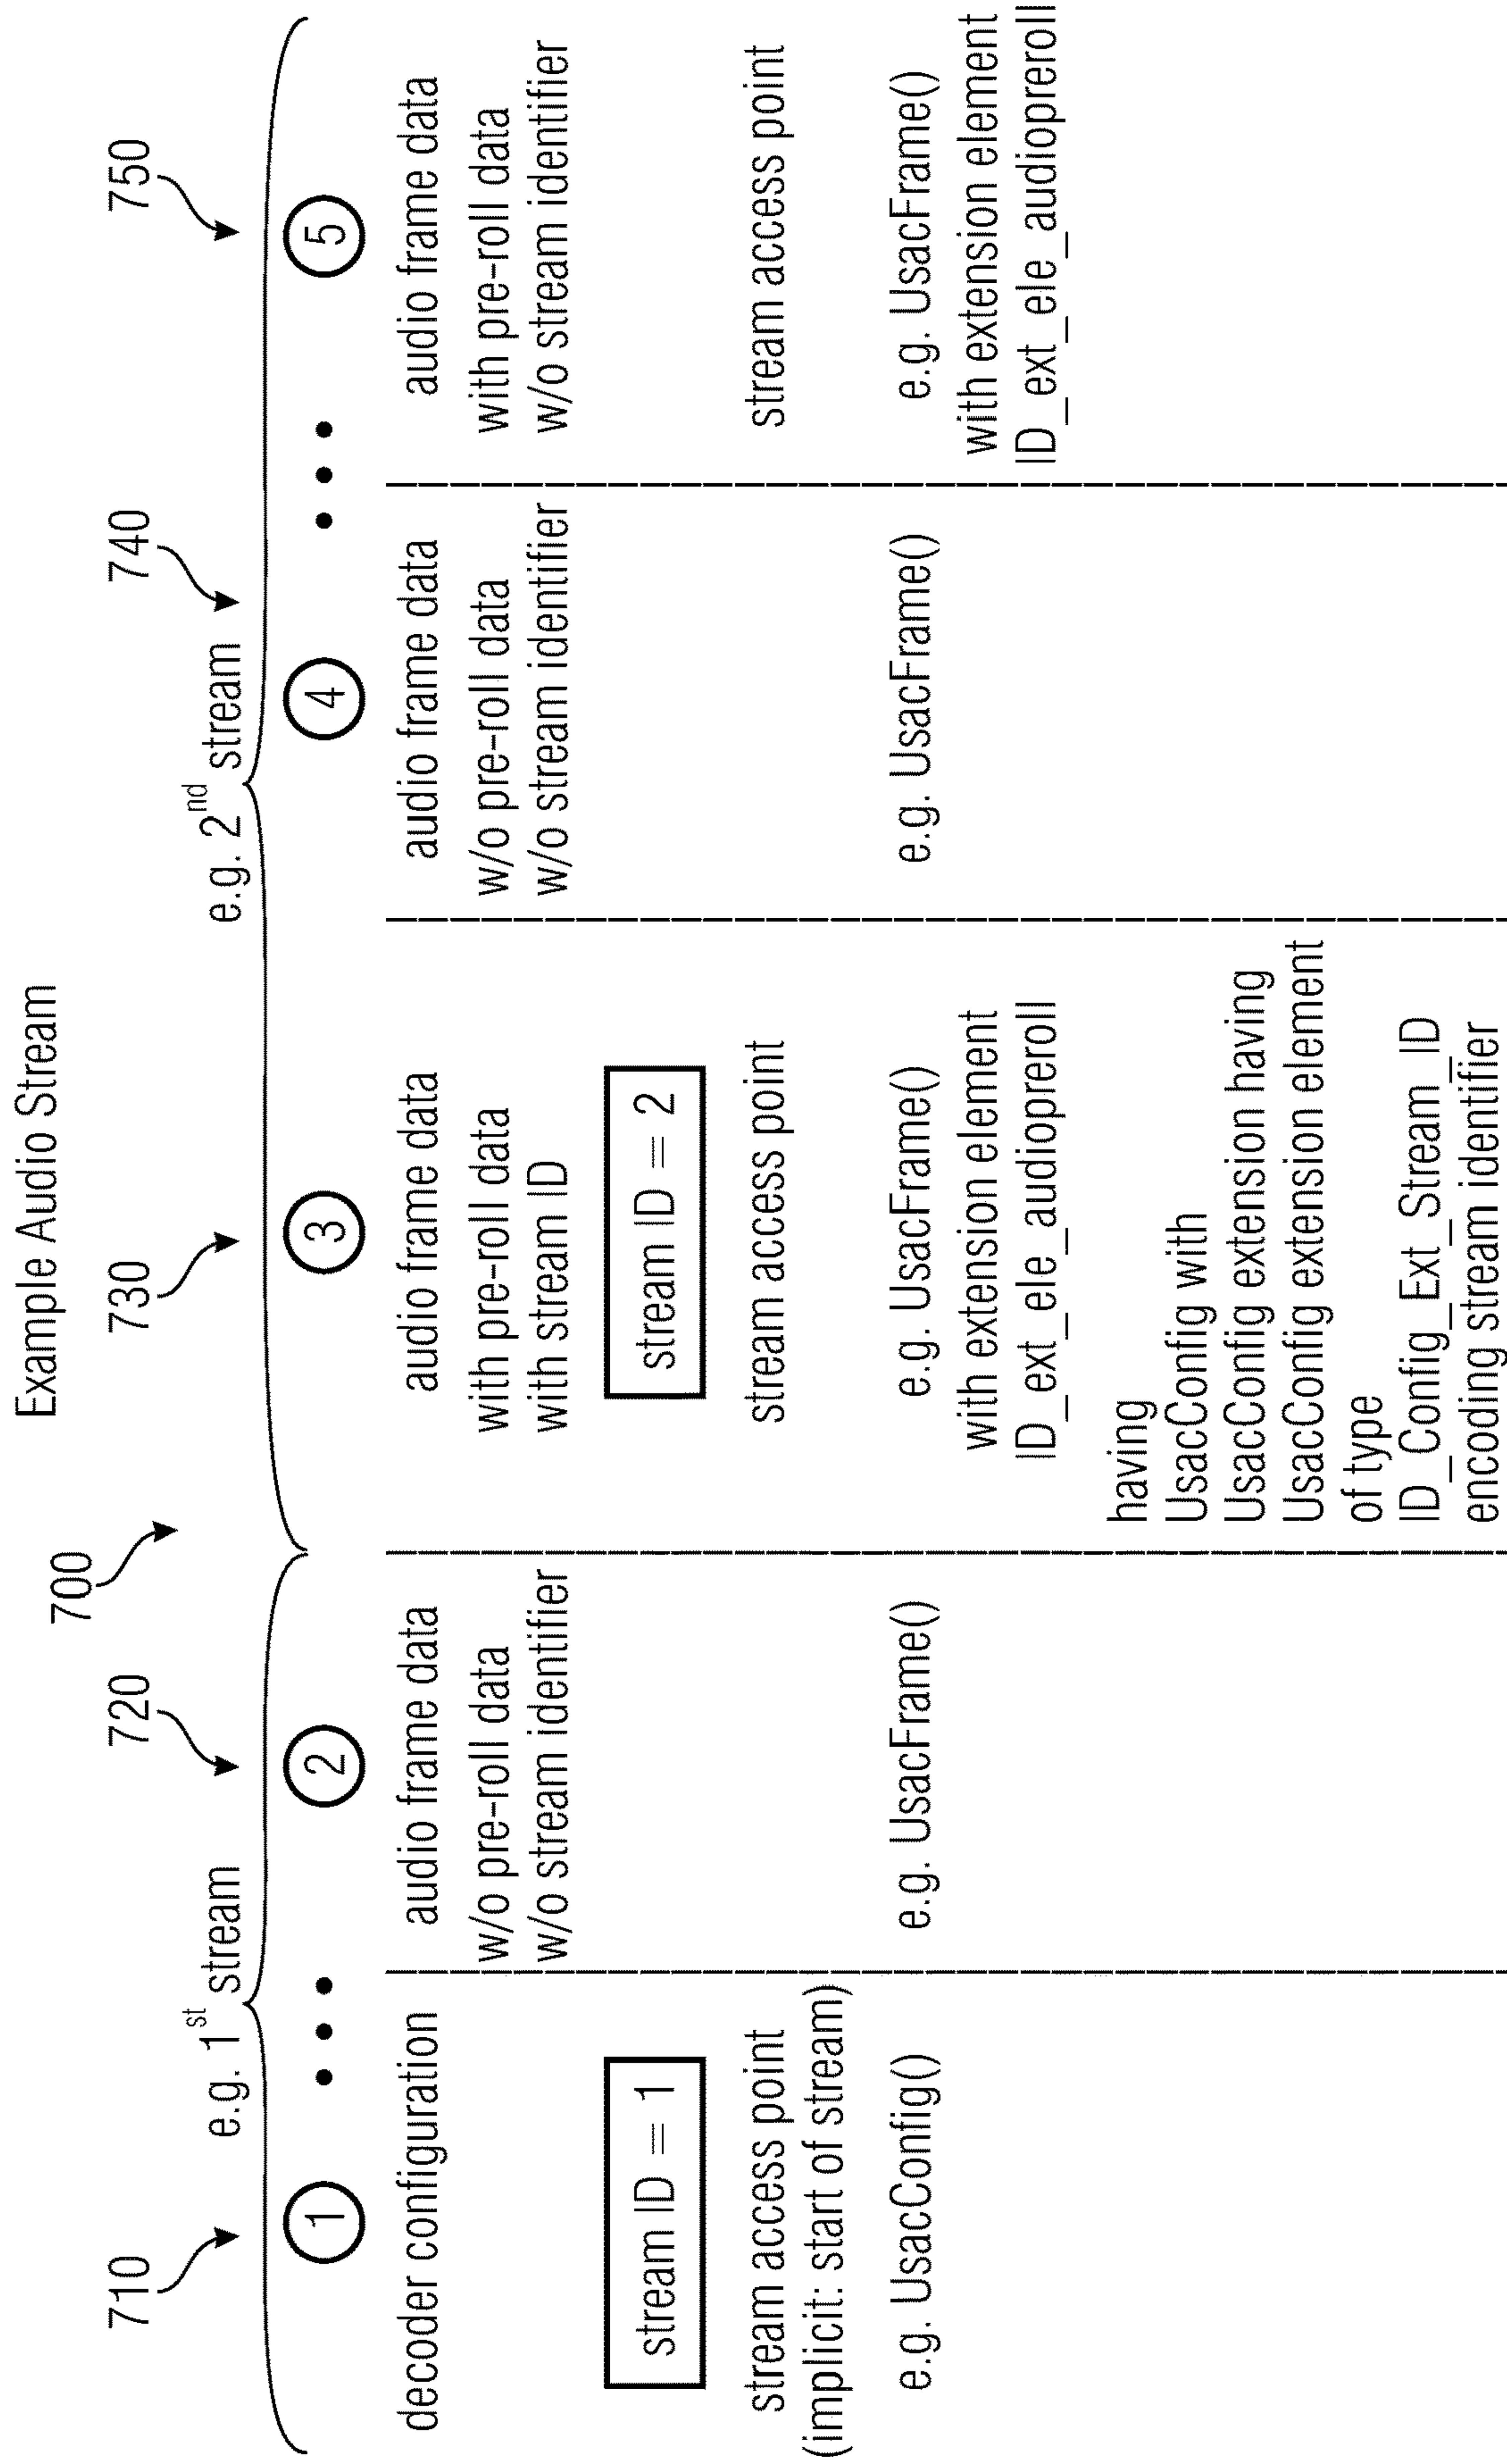 Example Audio Stream
700
710
720
730
740
750
e.g. 1st stream
e.g. 2nd stream
1
2
3
4
5
decoder configuration
stream ID = 1
stream access point
(implicit: start of stream)
e.g. UsacConfig()
audio frame data
w/o pre-roll data
w/o stream identifier
e.g. UsacFrame()
audio frame data
with pre-roll data
with stream ID
stream ID = 2
stream access point
e.g. UsacFrame()
with extension element
ID_ext_ele_audiopreroll
having
UsacConfig with
UsacConfig extension having
UsacConfig extension element
of type
ID_Config_Ext_Stream_ID
encoding stream identifier
audio frame data
w/o pre-roll data
w/o stream identifier
e.g. UsacFrame()
audio frame data
with pre-roll data
w/o stream identifier
stream access point
e.g. UsacFrame()
with extension element
ID_ext_ele_audiopreroll